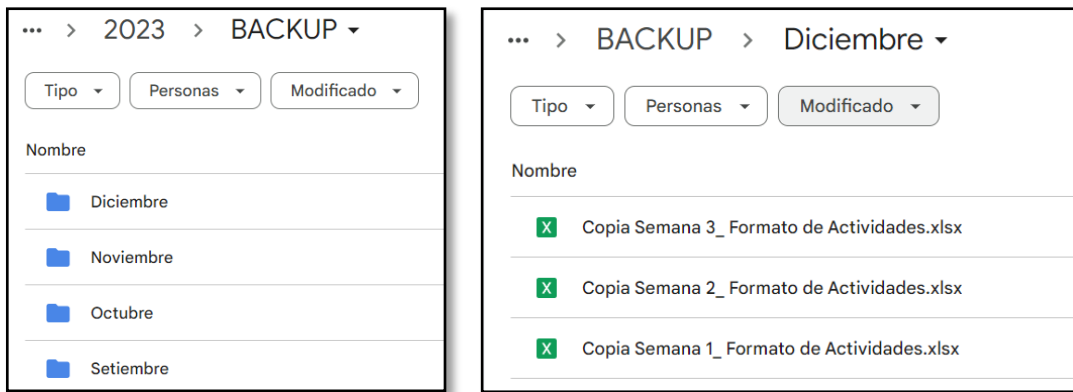 ... > 2023 > BACKUP
Tipo Personas Modificado
Nombre
Diciembre
Noviembre
Octubre
Setiembre
... > BACKUP > Diciembre
Tipo Personas Modificado
Nombre
Copia Semana 3_ Formato de Actividades.xlsx
Copia Semana 2_ Formato de Actividades.xlsx
Copia Semana 1_ Formato de Actividades.xlsx